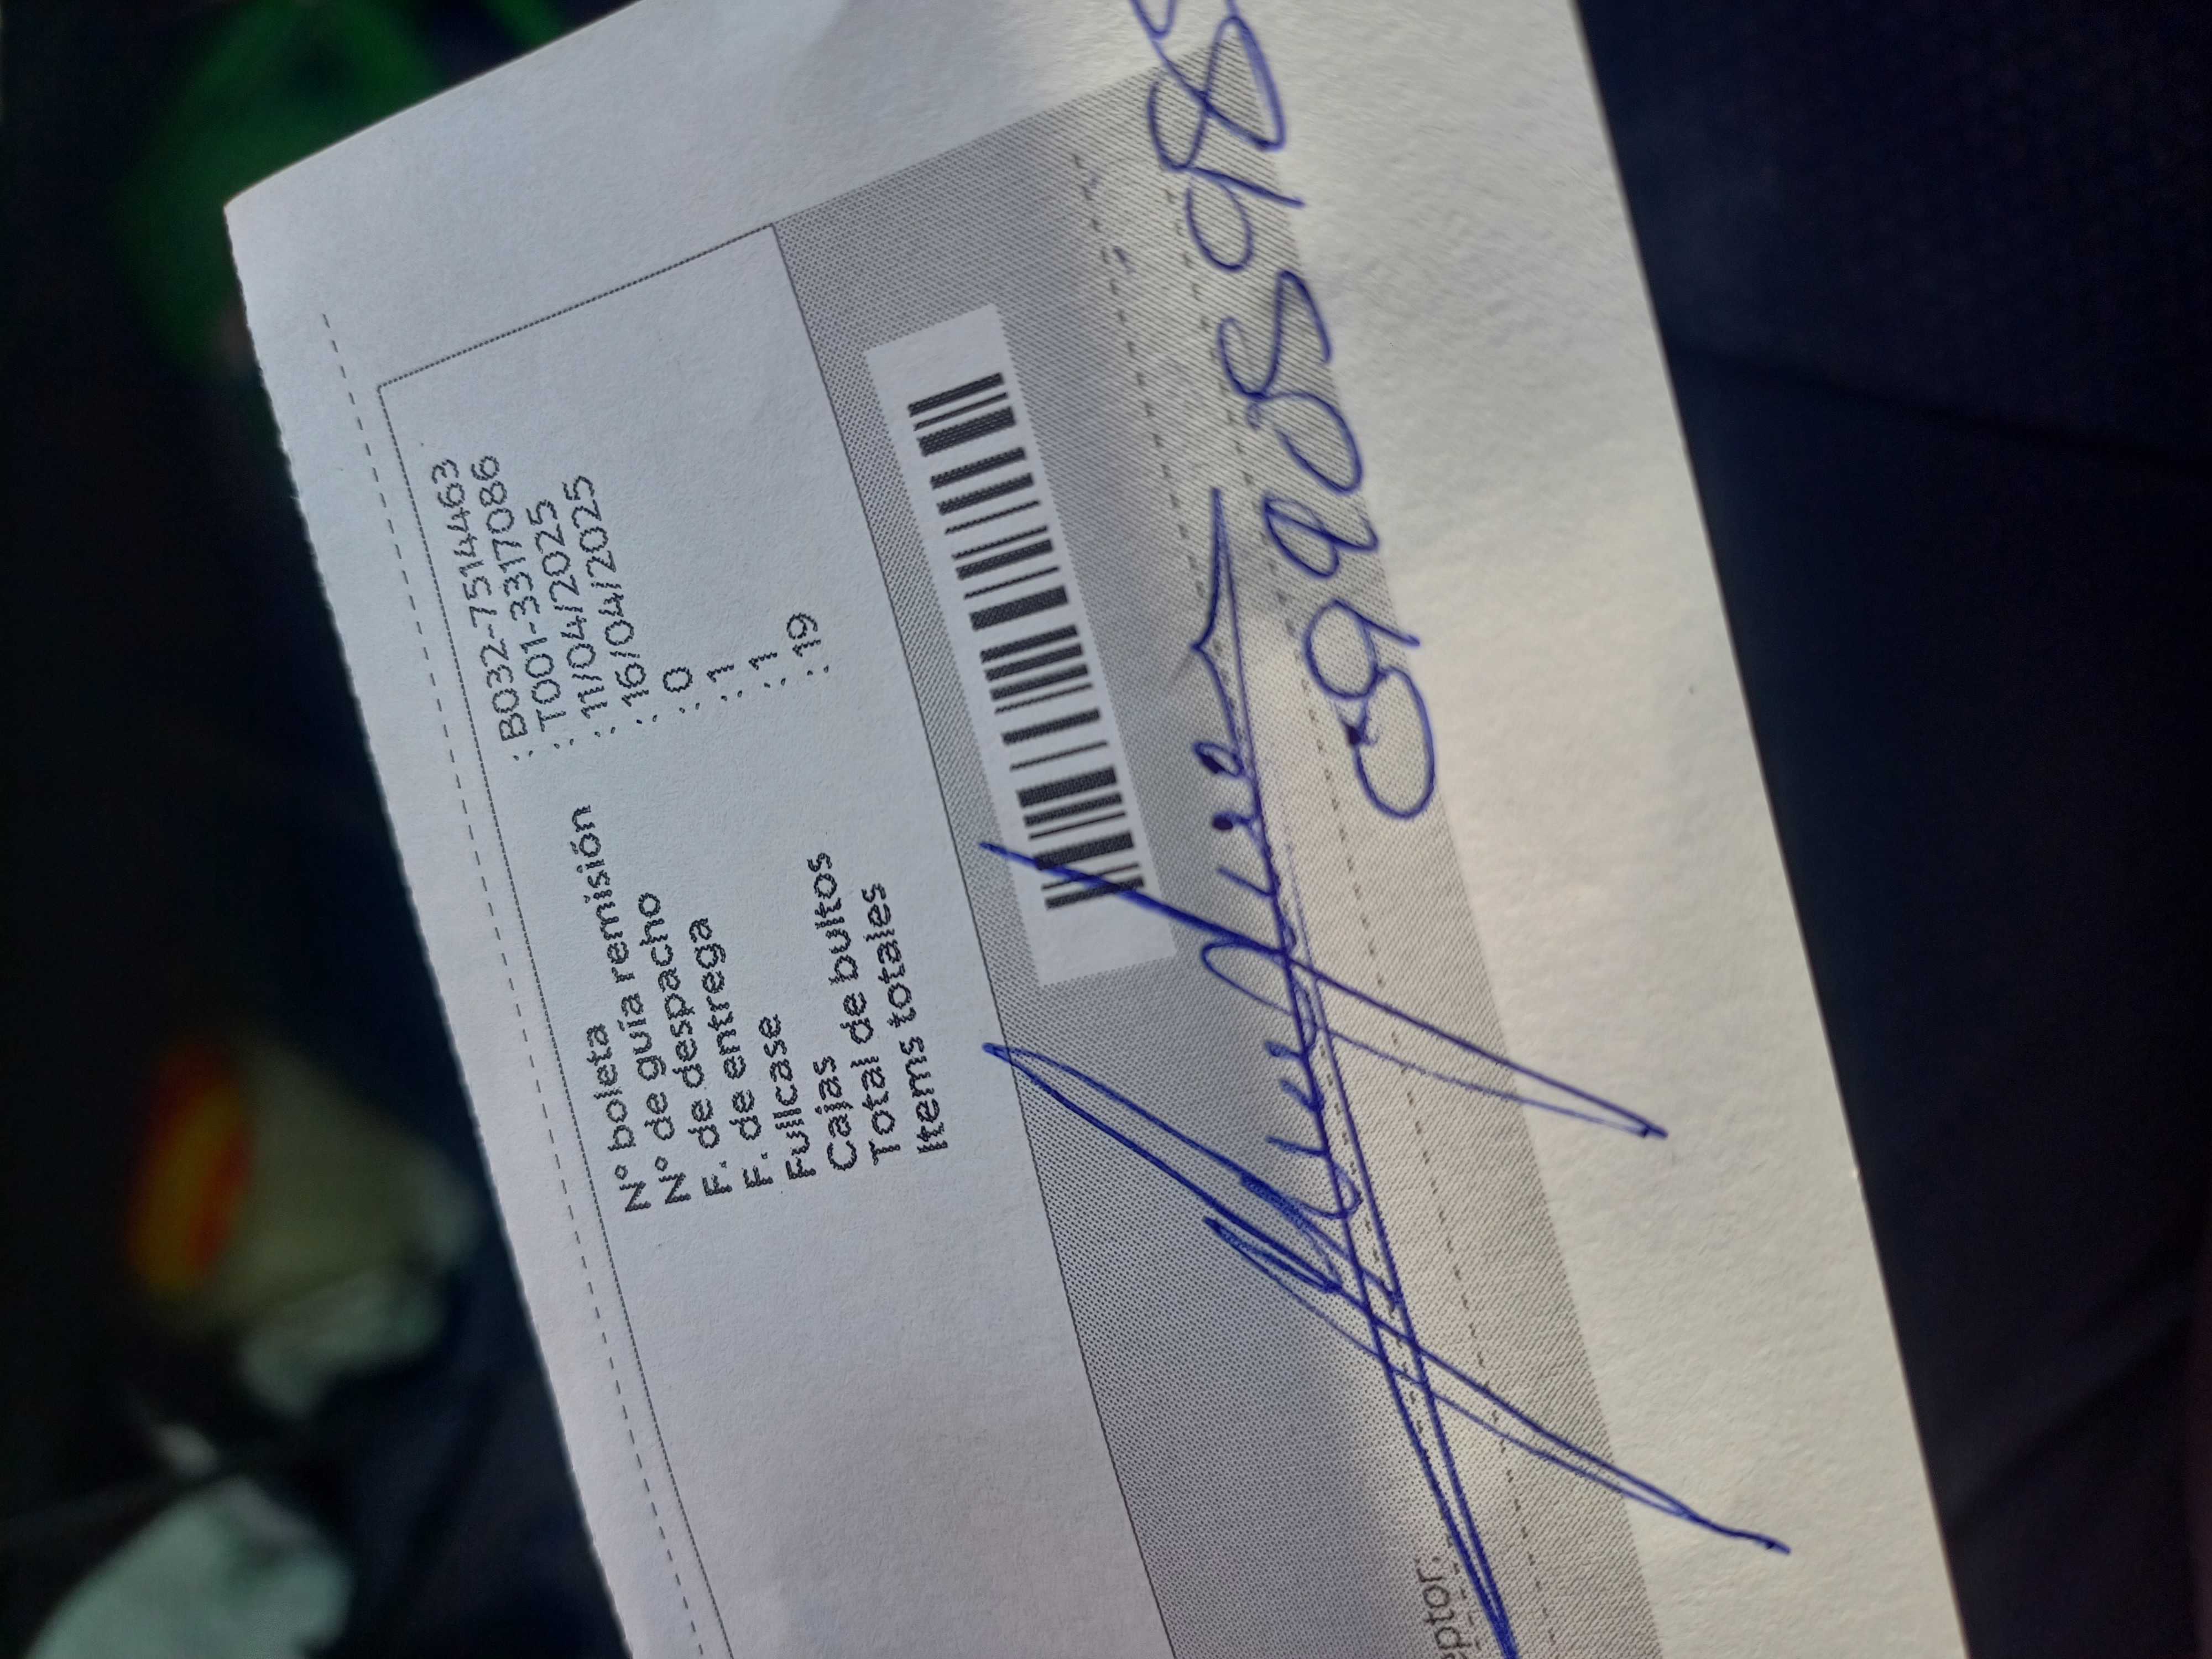 N° boleta : B032-7514463
N° de guía remisión : T001-3317086
F. de despacho : 11/04/2025
F. de entrega : 16/04/2025
Fullcase : 0
Cajas : 1
Total de bultos : 1
Items totales : 19
ptor: